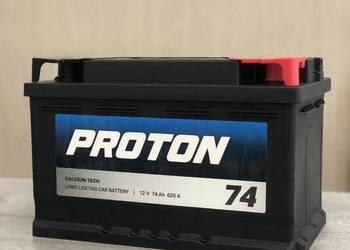 PROTON
CALCIUM TECH
LONG LASTING CAR BATTERY | 12 V 74 Ah 620 A
74